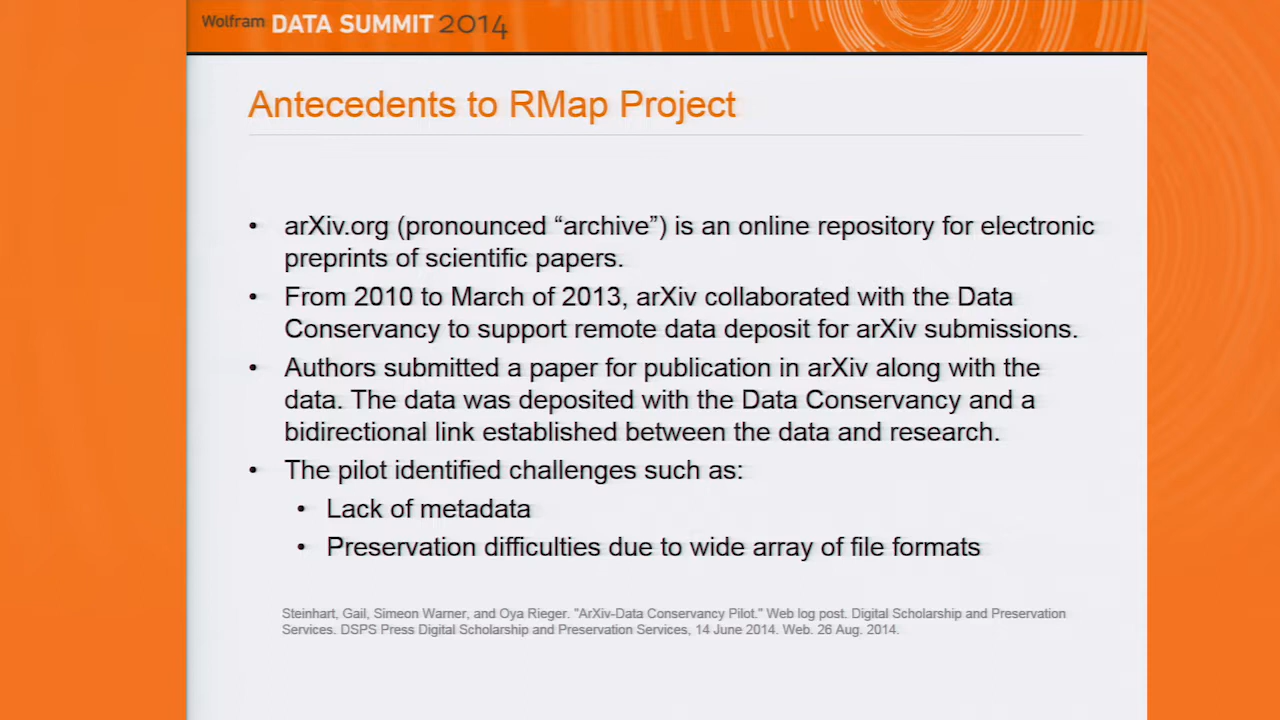 Wolfram DATA SUMMIT 2014
Antecedents to RMap Project
• arXiv.org (pronounced “archive”) is an online repository for electronic
preprints of scientific papers.
• From 2010 to March of 2013, arXiv collaborated with the Data
Conservancy to support remote data deposit for arXiv submissions.
• Authors submitted a paper for publication in arXiv along with the
data. The data was deposited with the Data Conservancy and a
bidirectional link established between the data and research.
• The pilot identified challenges such as:
• Lack of metadata
• Preservation difficulties due to wide array of file formats
Steinhart, Gail, Simeon Warner, and Oya Rieger. "ArXiv-Data Conservancy Pilot." Web log post. Digital Scholarship and Preservation
Services. DSPS Press Digital Scholarship and Preservation Services, 14 June 2014. Web. 26 Aug. 2014.